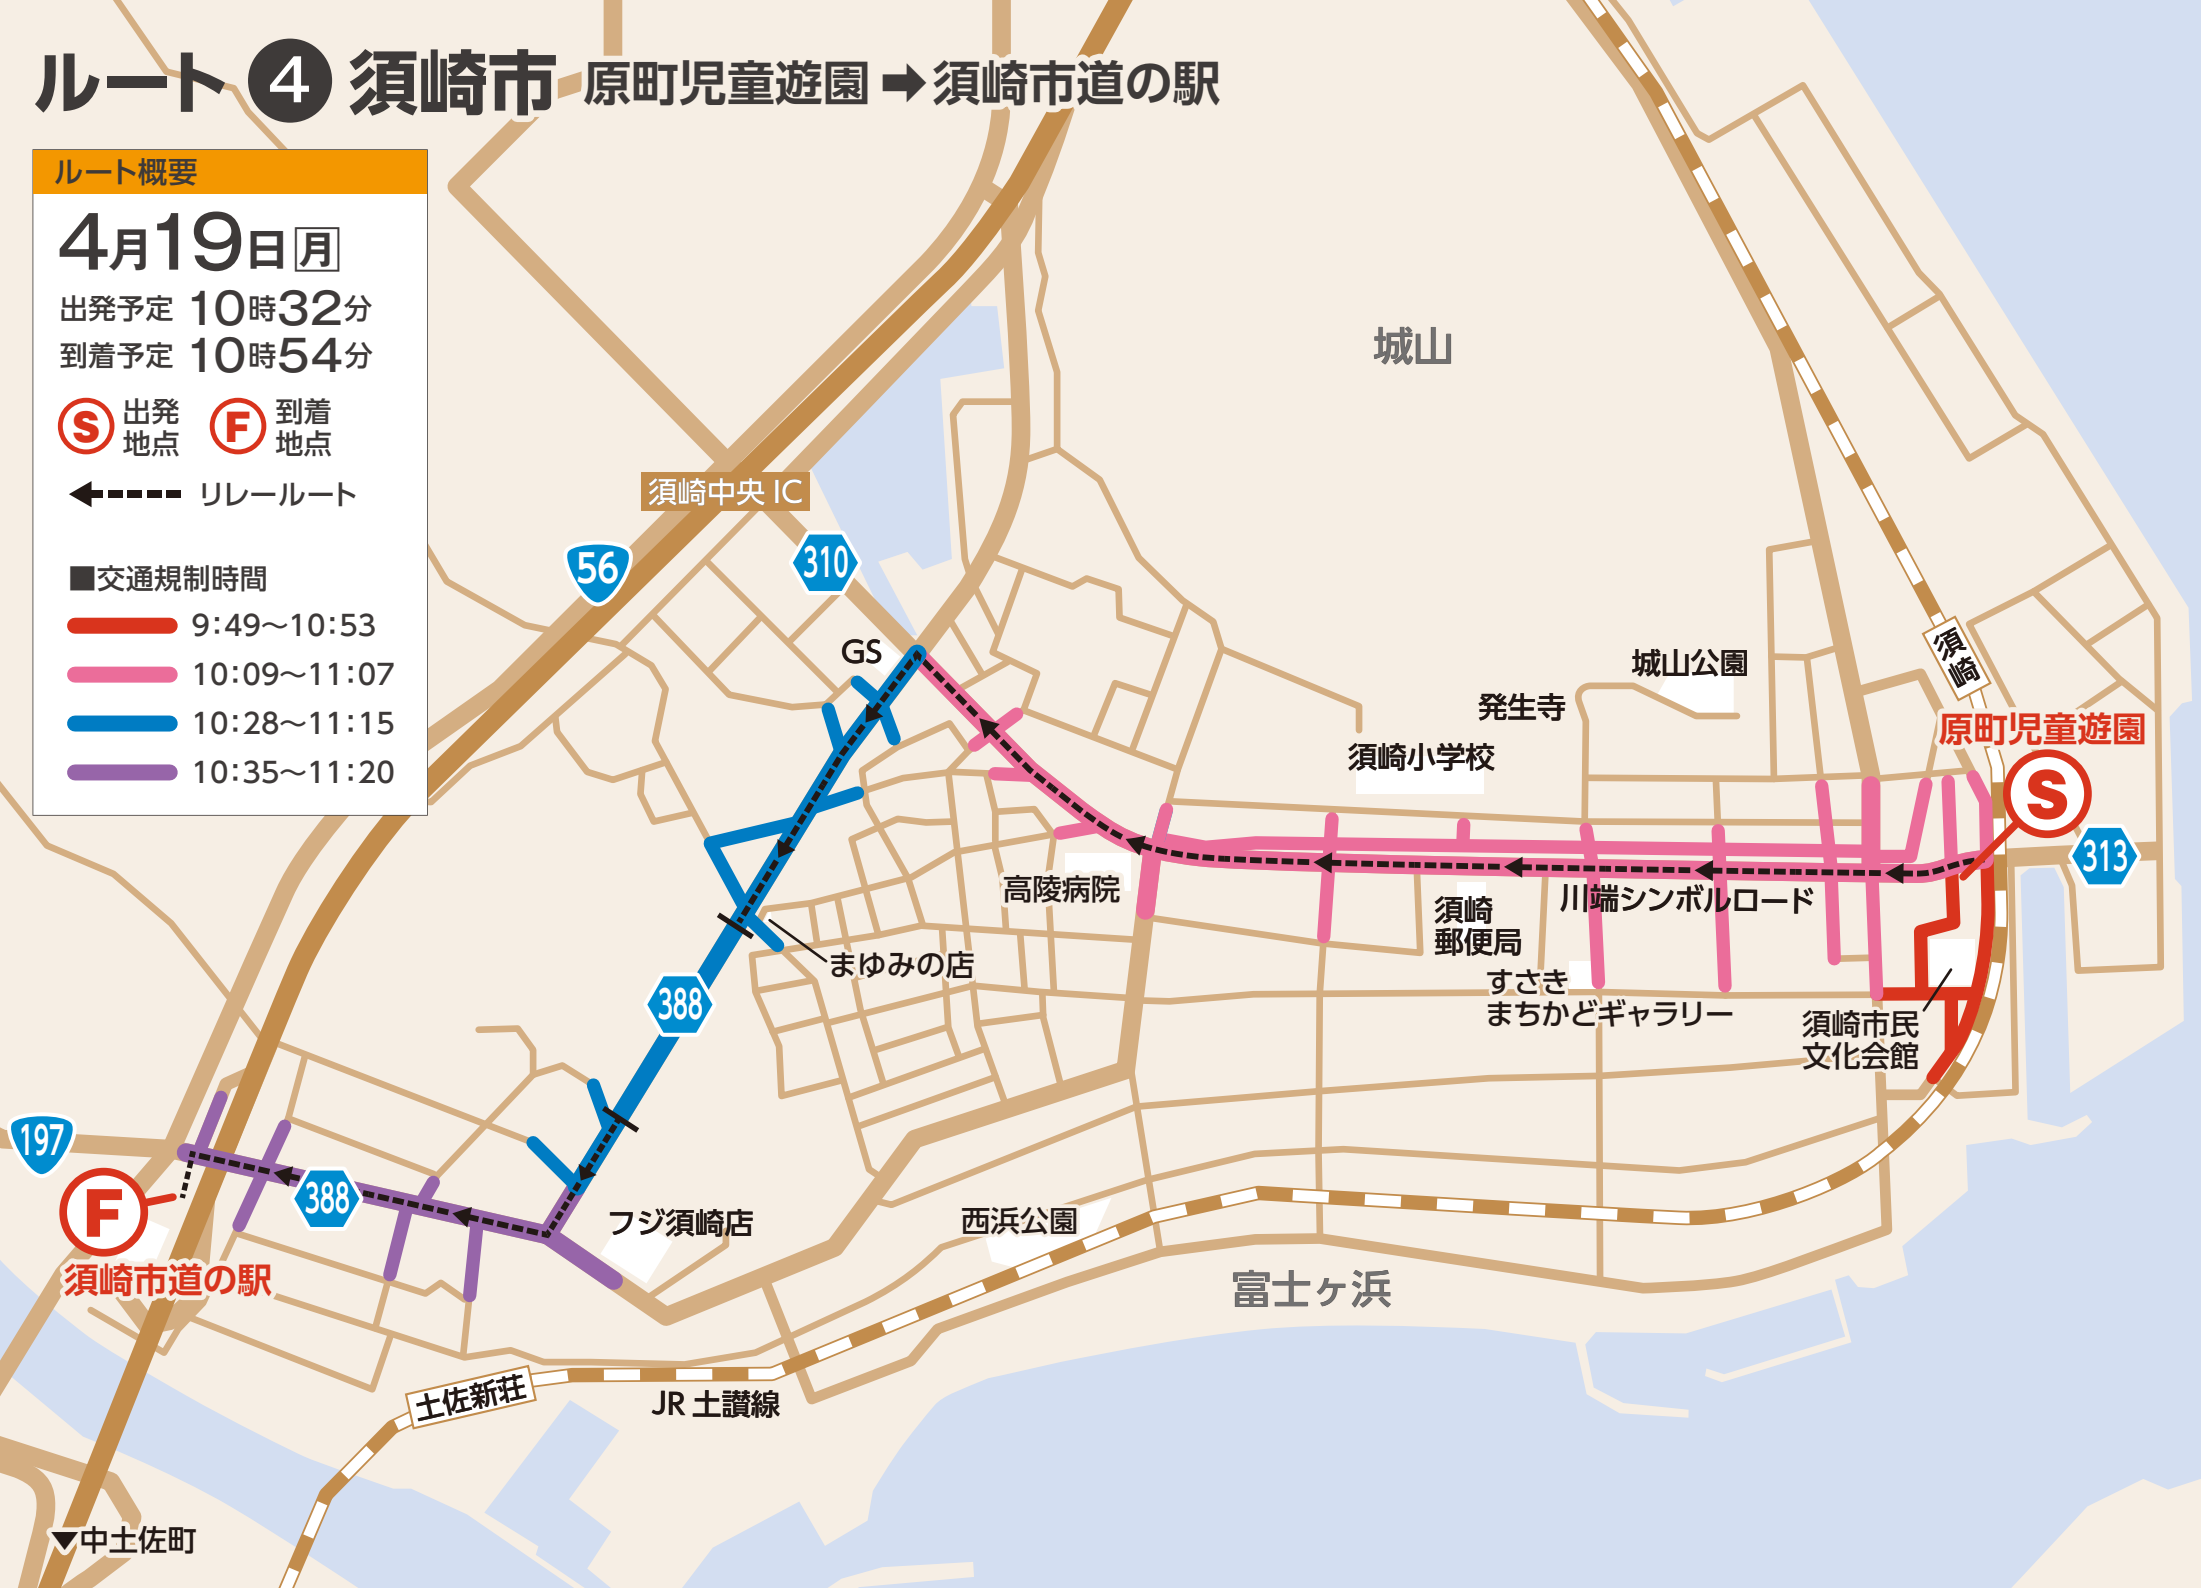 ルート 4 須崎市 原町児童遊園 ➡ 須崎市道の駅
ルート概要
4月19日 月
出発予定 10時32分
到着予定 10時54分
S 出発地点
F 到着地点
リレールート
■交通規制時間
9:49～10:53
10:09～11:07
10:28～11:15
10:35～11:20
城山
須崎中央 IC
56
310
GS
須崎
城山公園
発生寺
須崎小学校
原町児童遊園
S
313
高陵病院
須崎
郵便局
川端シンボルロード
まゆみの店
すさき
まちかどギャラリー
388
須崎市民
文化会館
197
388
F
須崎市道の駅
フジ須崎店
西浜公園
富士ヶ浜
土佐新荘
JR 土讃線
▼中土佐町